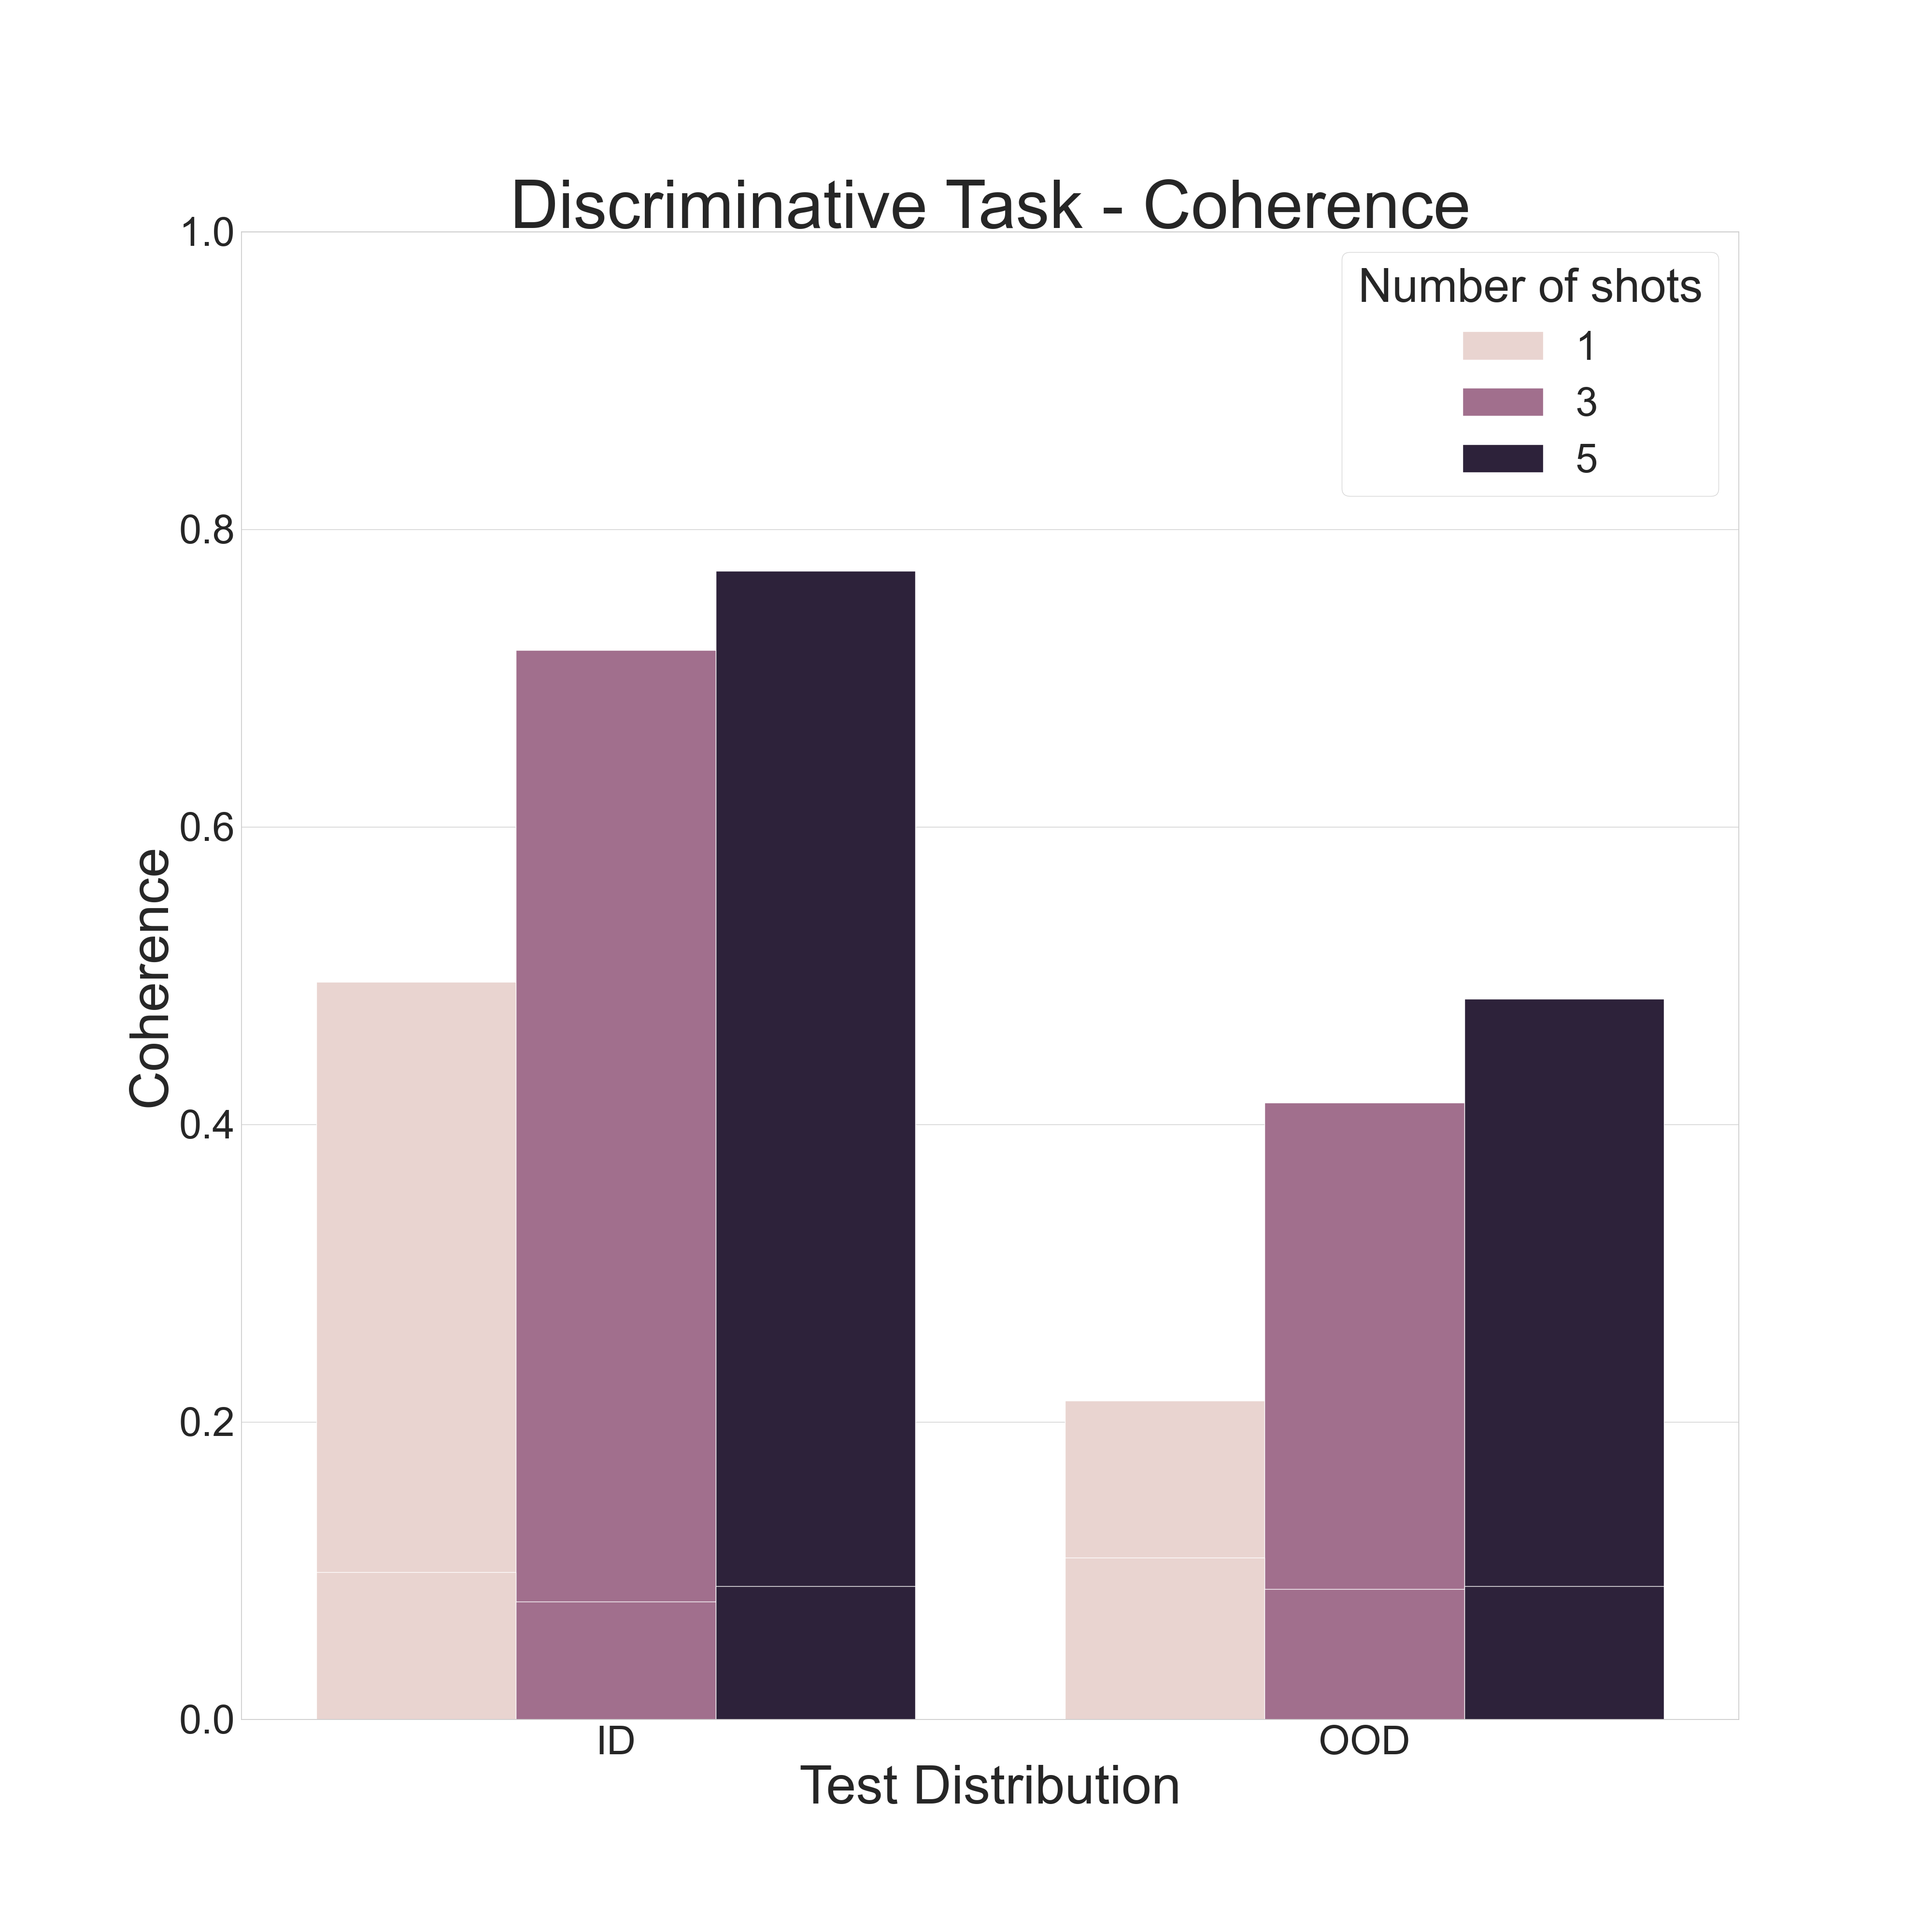 Discriminative Task - Coherence
Number of shots
1
3
5
1.0
0.8
0.6
0.4
0.2
0.0
Coherence
ID
OOD
Test Distribution